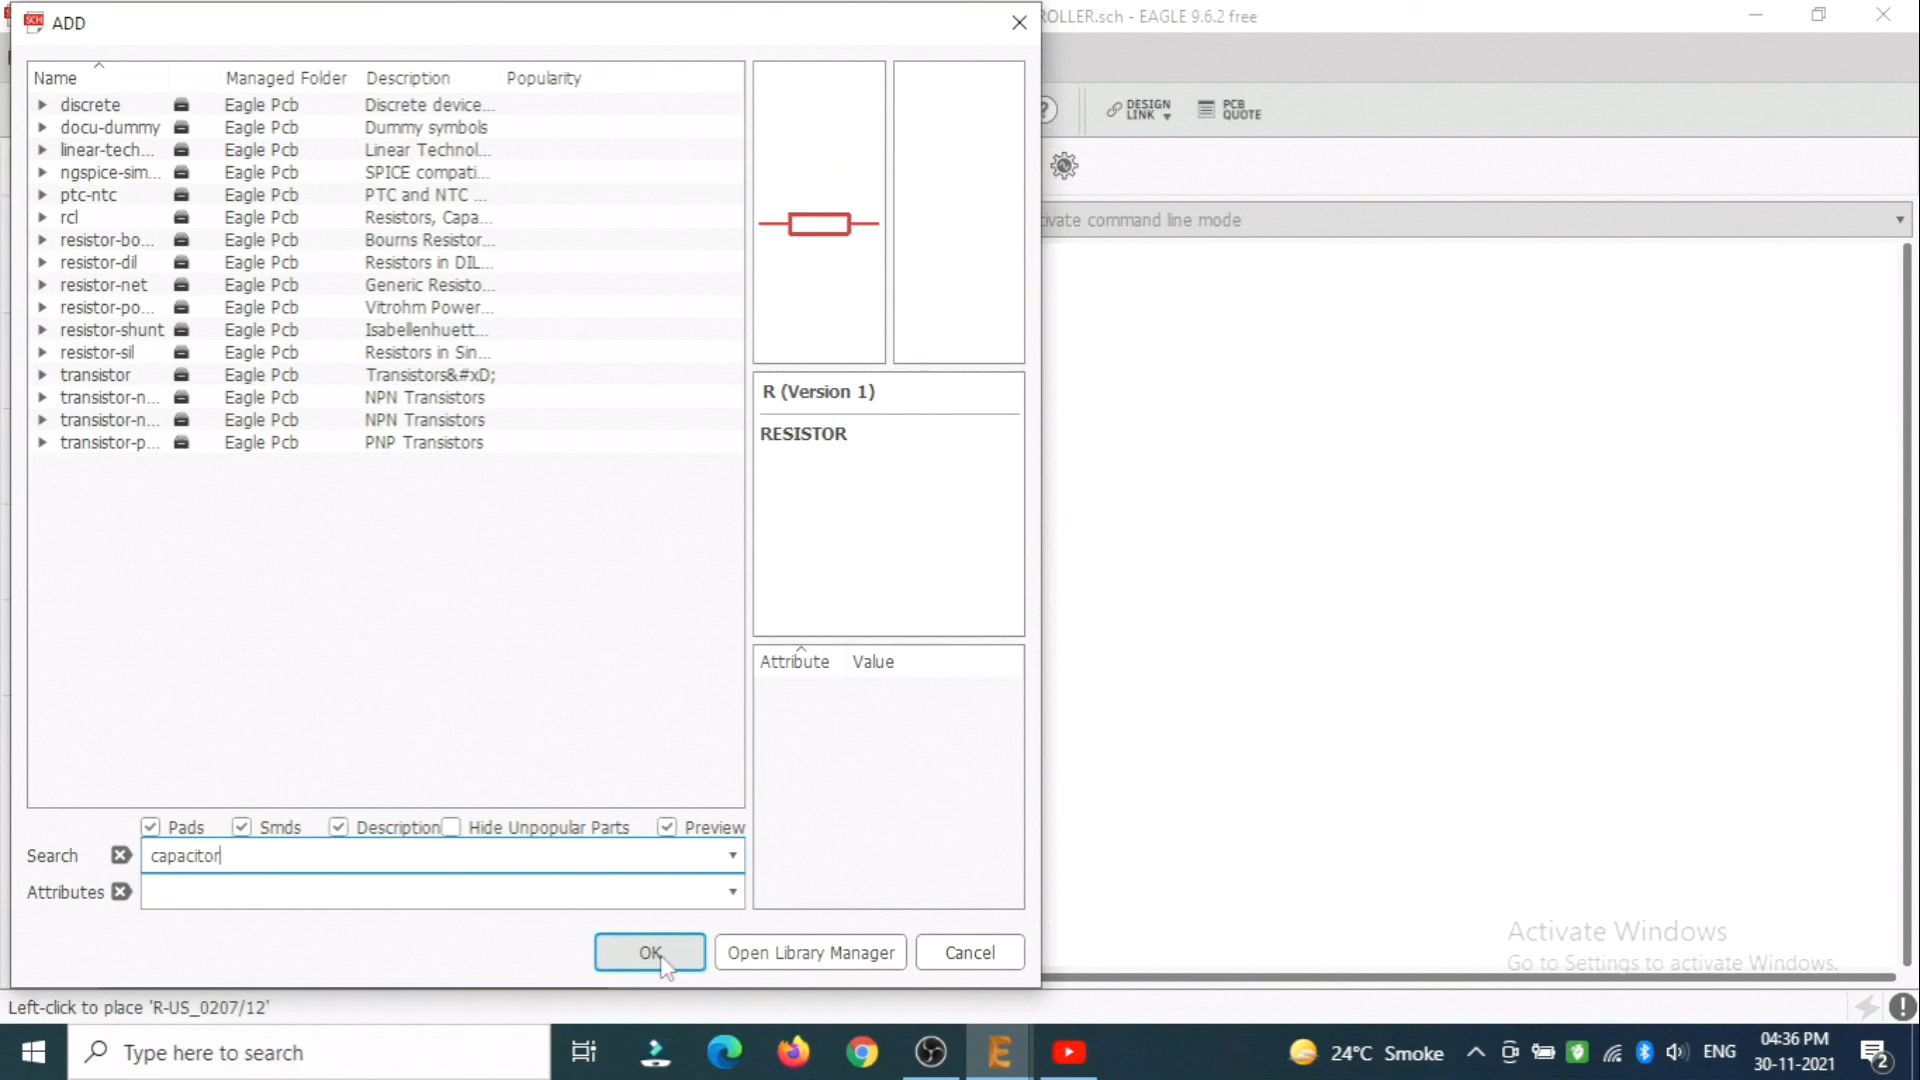 ADD
ROLLER.sch - EAGLE 9.6.2 free
Name Managed Folder Description Popularity
discrete Eagle Pcb Discrete device...
docu-dummy Eagle Pcb Dummy symbols
linear-tech... Eagle Pcb Linear Technol...
ngspice-sim... Eagle Pcb SPICE compati...
ptc-ntc Eagle Pcb PTC and NTC ...
rcl Eagle Pcb Resistors, Capa...
resistor-bo... Eagle Pcb Bourns Resistor...
resistor-dil Eagle Pcb Resistors in DIL...
resistor-net Eagle Pcb Generic Resisto...
resistor-po... Eagle Pcb Vitrohm Power...
resistor-shunt Eagle Pcb Isabellenhuett...
resistor-sil Eagle Pcb Resistors in Sin...
transistor Eagle Pcb Transistors&#xD;
transistor-n... Eagle Pcb NPN Transistors
transistor-n... Eagle Pcb NPN Transistors
transistor-p... Eagle Pcb PNP Transistors
DESIGN
LINK
PCB
QUOTE
tivate command line mode
R (Version 1)
RESISTOR
Attribute Value
Pads Smds Description Hide Unpopular Parts Preview
Search capacitor
Attributes
OK Open Library Manager Cancel
Activate Windows
Go to Settings to activate Windows.
Left-click to place 'R-US_0207/12'
Type here to search
24°C Smoke
ENG
04:36 PM
30-11-2021
2